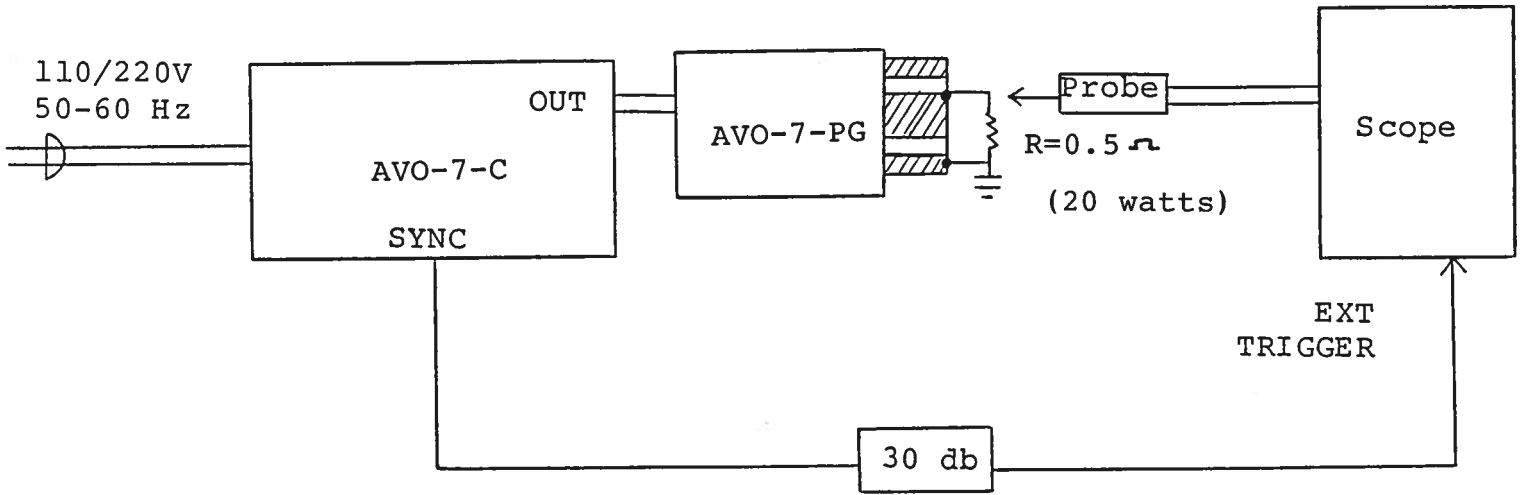 110/220V
50-60 Hz
OUT
AVO-7-C
SYNC
AVO-7-PG
Probe
R=0.5 Ω
(20 watts)
Scope
EXT
TRIGGER
30 db